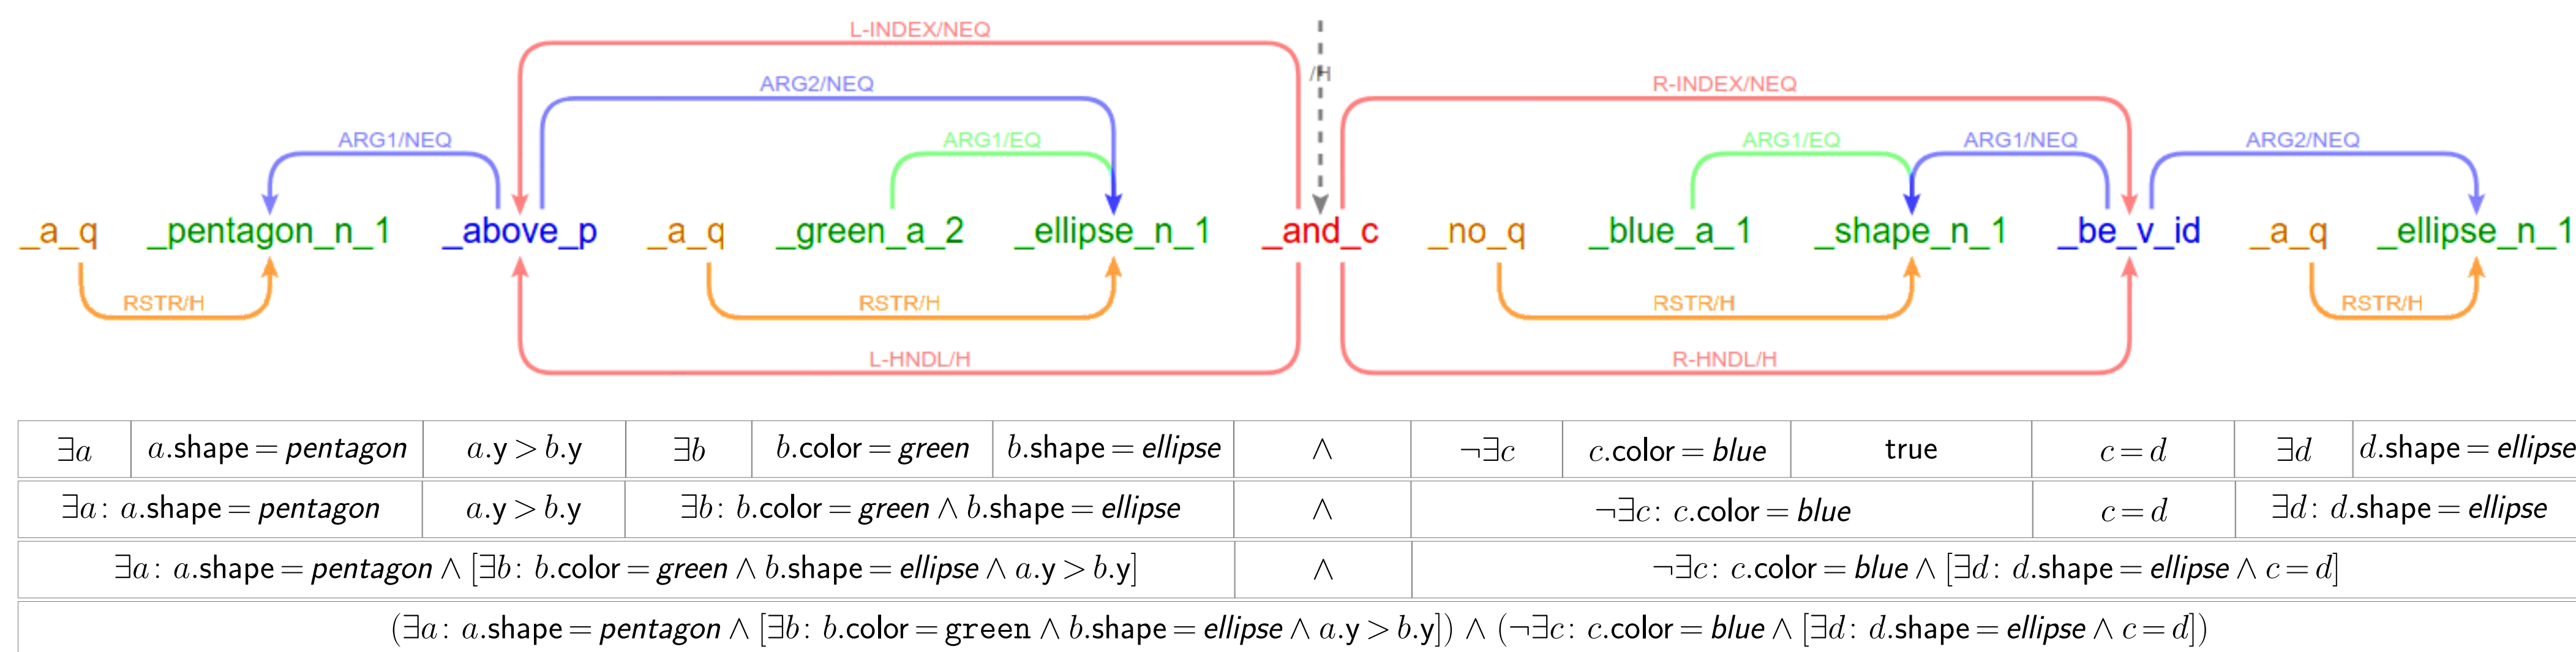 L-INDEX/NEQ
/H
ARG2/NEQ R-INDEX/NEQ
ARG1/NEQ ARG1/EQ ARG1/EQ ARG1/NEQ ARG2/NEQ
_a_q _pentagon_n_1 _above_p _a_q _green_a_2 _ellipse_n_1 _and_c _no_q _blue_a_1 _shape_n_1 _be_v_id _a_q _ellipse_n_1
RSTR/H RSTR/H RSTR/H RSTR/H
L-HNDL/H R-HNDL/H
∃a a.shape = pentagon a.y > b.y ∃b b.color = green b.shape = ellipse ∧ ¬∃c c.color = blue true c = d ∃d d.shape = ellipse
∃a: a.shape = pentagon a.y > b.y ∃b: b.color = green ∧ b.shape = ellipse ∧ ¬∃c: c.color = blue c = d ∃d: d.shape = ellipse
∃a: a.shape = pentagon ∧ [∃b: b.color = green ∧ b.shape = ellipse ∧ a.y > b.y] ∧ ¬∃c: c.color = blue ∧ [∃d: d.shape = ellipse ∧ c = d]
(∃a: a.shape = pentagon ∧ [∃b: b.color = green ∧ b.shape = ellipse ∧ a.y > b.y]) ∧ (¬∃c: c.color = blue ∧ [∃d: d.shape = ellipse ∧ c = d])